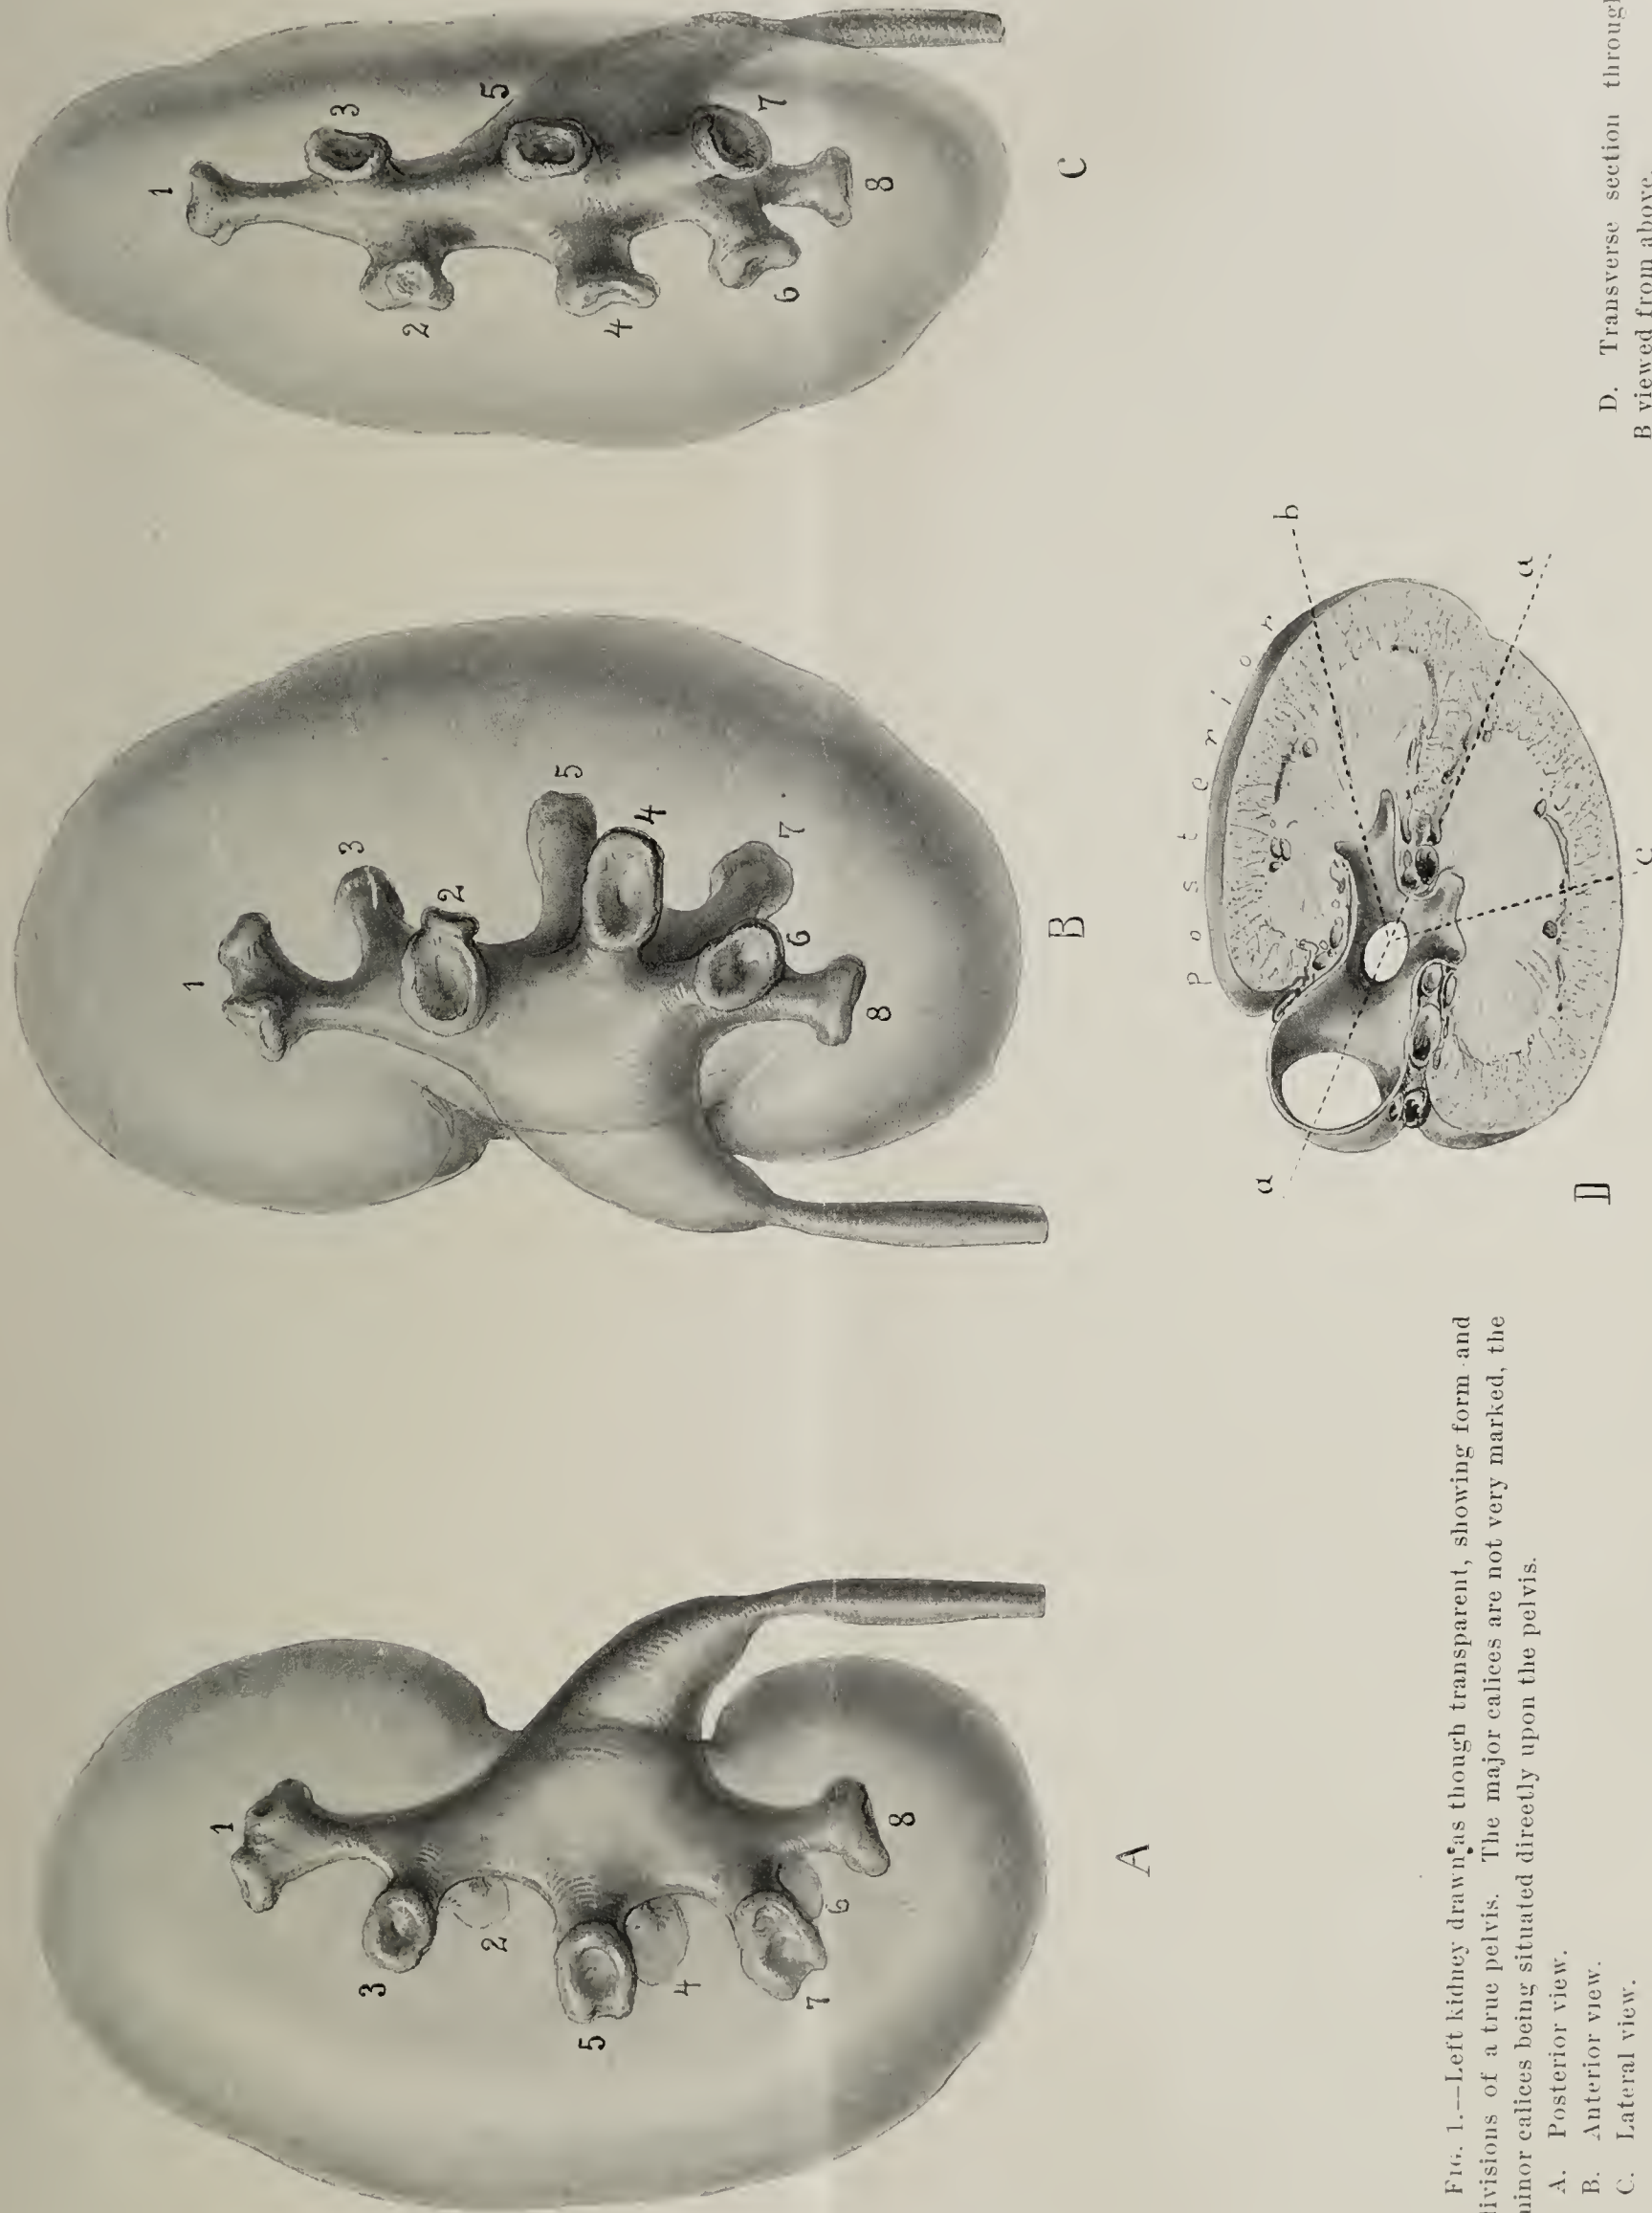 1
3
2
5
4
7
6
8
A
1
3
2
5
4
7
6
8
B
1
3
2
5
4
7
6
8
C
Posterior
a
b
a
c
D
FIG. 1.—Left kidney drawn as though transparent, showing form and
divisions of a true pelvis. The major calices are not very marked, the
minor calices being situated directly upon the pelvis.
A. Posterior view.
B. Anterior view.
C. Lateral view.
D. Transverse section through
B viewed from above.